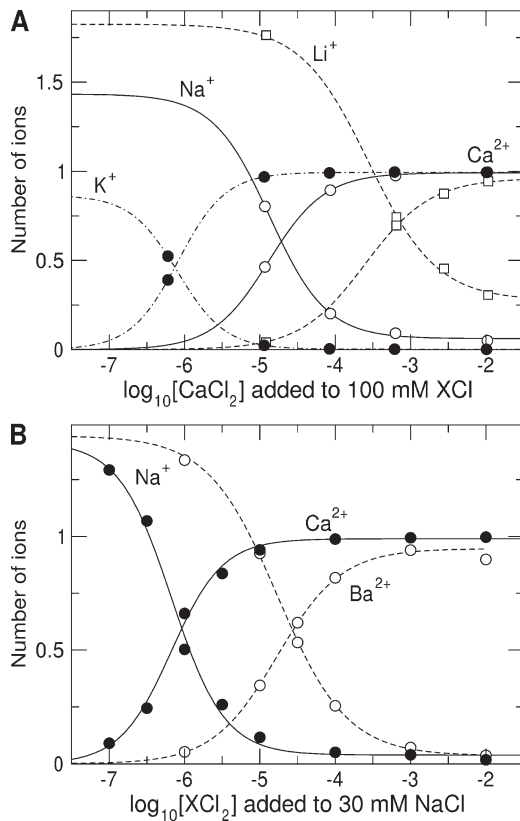 A
Number of ions
1.5
1
0.5
0
Li⁺
Na⁺
K⁺
Ca²⁺
-7 -6 -5 -4 -3 -2
log₁₀[CaCl₂] added to 100 mM XCl
B
Number of ions
1
0.5
0
Na⁺
Ca²⁺
Ba²⁺
-7 -6 -5 -4 -3 -2
log₁₀[XCl₂] added to 30 mM NaCl